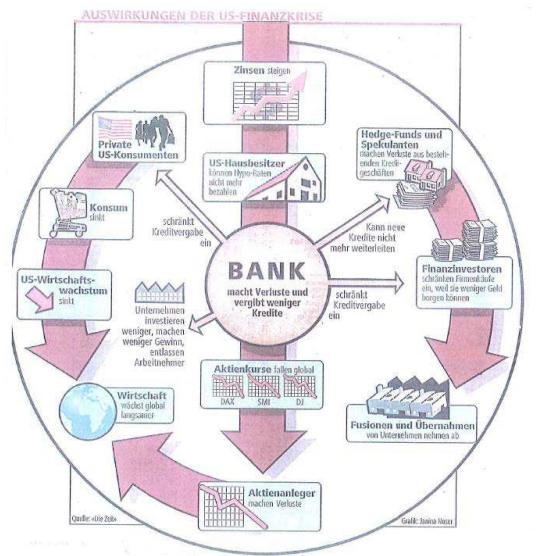 AUSWIRKUNGEN DER US-FINANZKRISE
Zinsen steigen
Private
US-Konsumenten
US-Hausbesitzer
können Hypo-Raten
nicht mehr
bezahlen
Hedge-Funds und
Spekulanten
machen Verluste aus bestehen-
den Kredit-
geschäften
Konsum
sinkt
schränkt
Kreditvergabe
ein
Kann neue
Kredite nicht
mehr weiterleiten
BANK
macht Verluste und
vergibt weniger
Kredite
Finanzinvestoren
schränken Firmenkäufe
ein, weil sie weniger Geld
borgen können
US-Wirtschafts-
wachstum
sinkt
Unternehmen
investieren
weniger, machen
weniger Gewinn,
entlassen
Arbeitnehmer
schränkt
Kreditvergabe
ein
Aktienkurse fallen global
DAX SMI DJ
Wirtschaft
wächst global
langsamer
Fusionen und Übernahmen
von Unternehmen nehmen ab
Aktienanleger
machen Verluste
Quelle: «Die Zeit»
Grafik: Janina Noser